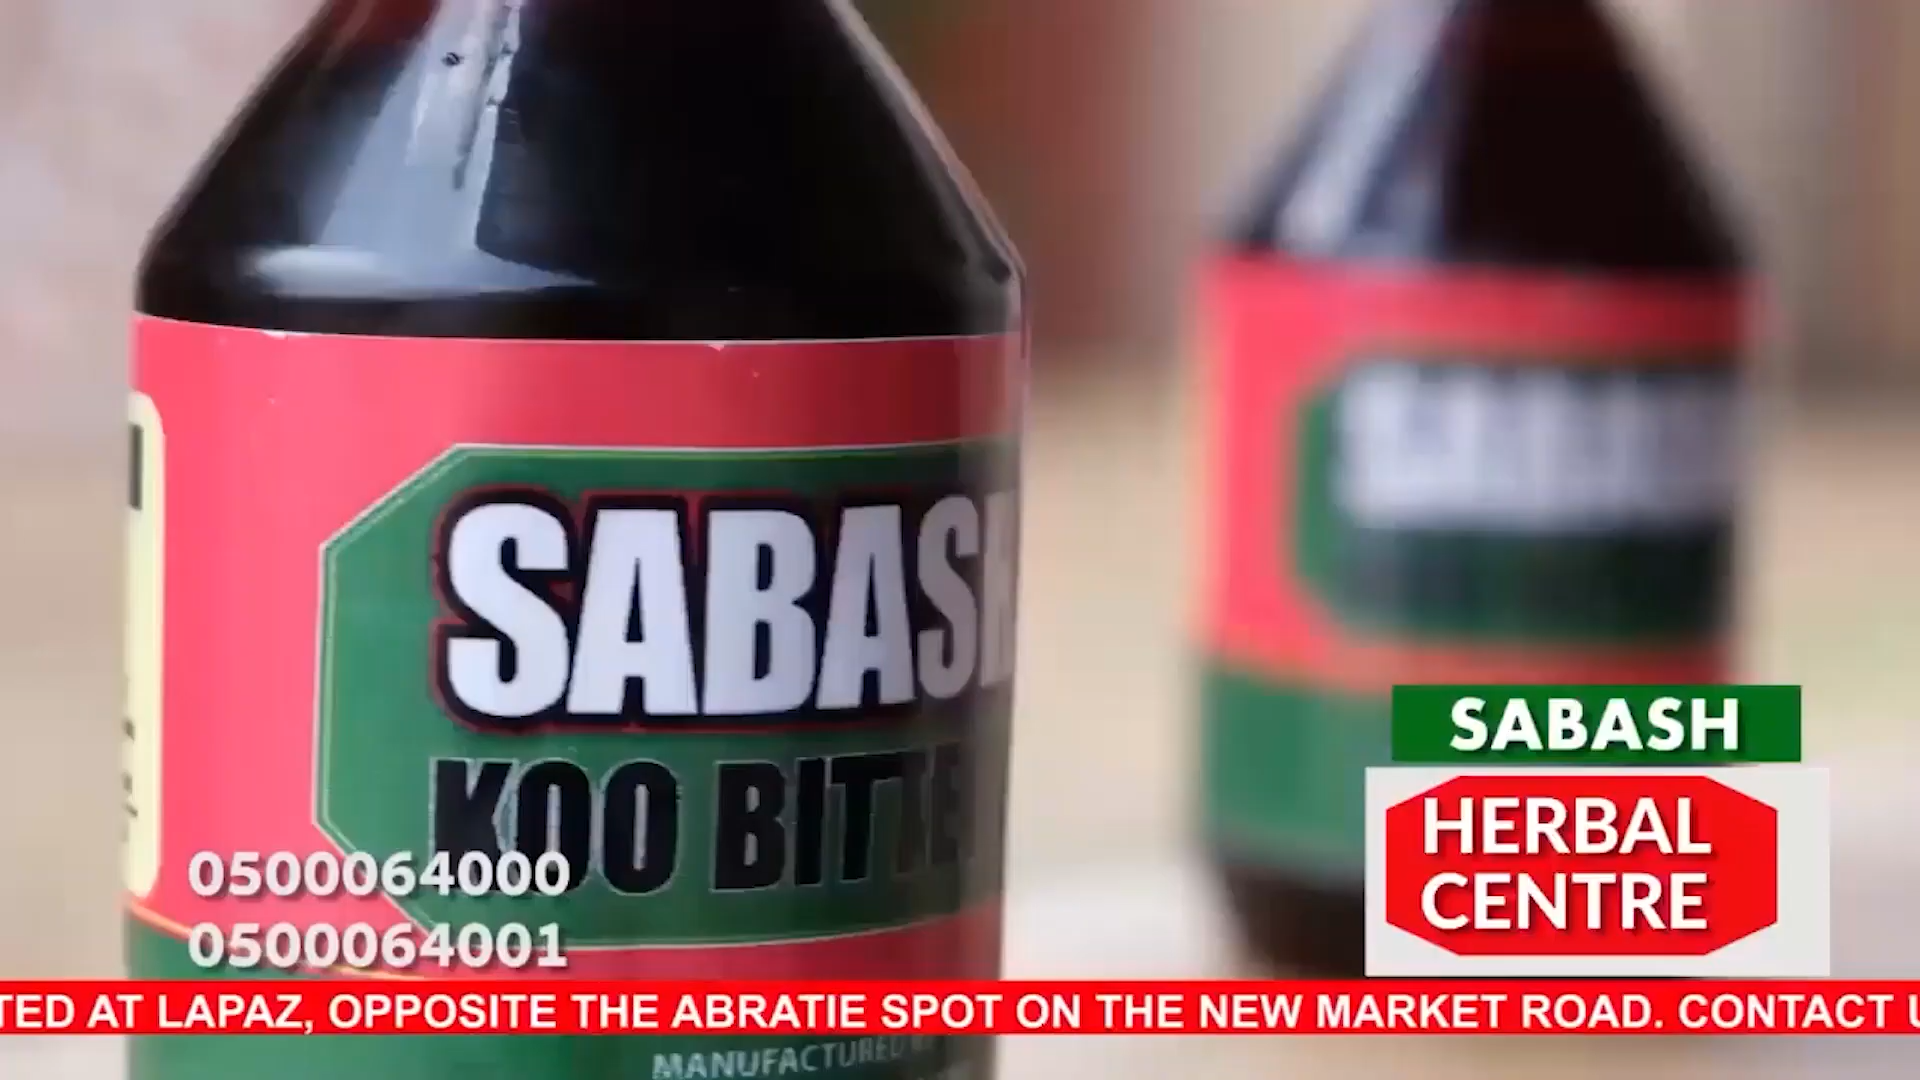 SABASH
KOO BITTE
0500064000
0500064001
SABASH
HERBAL
CENTRE
TED AT LAPAZ, OPPOSITE THE ABRATIE SPOT ON THE NEW MARKET ROAD. CONTACT U
MANUFACTURED